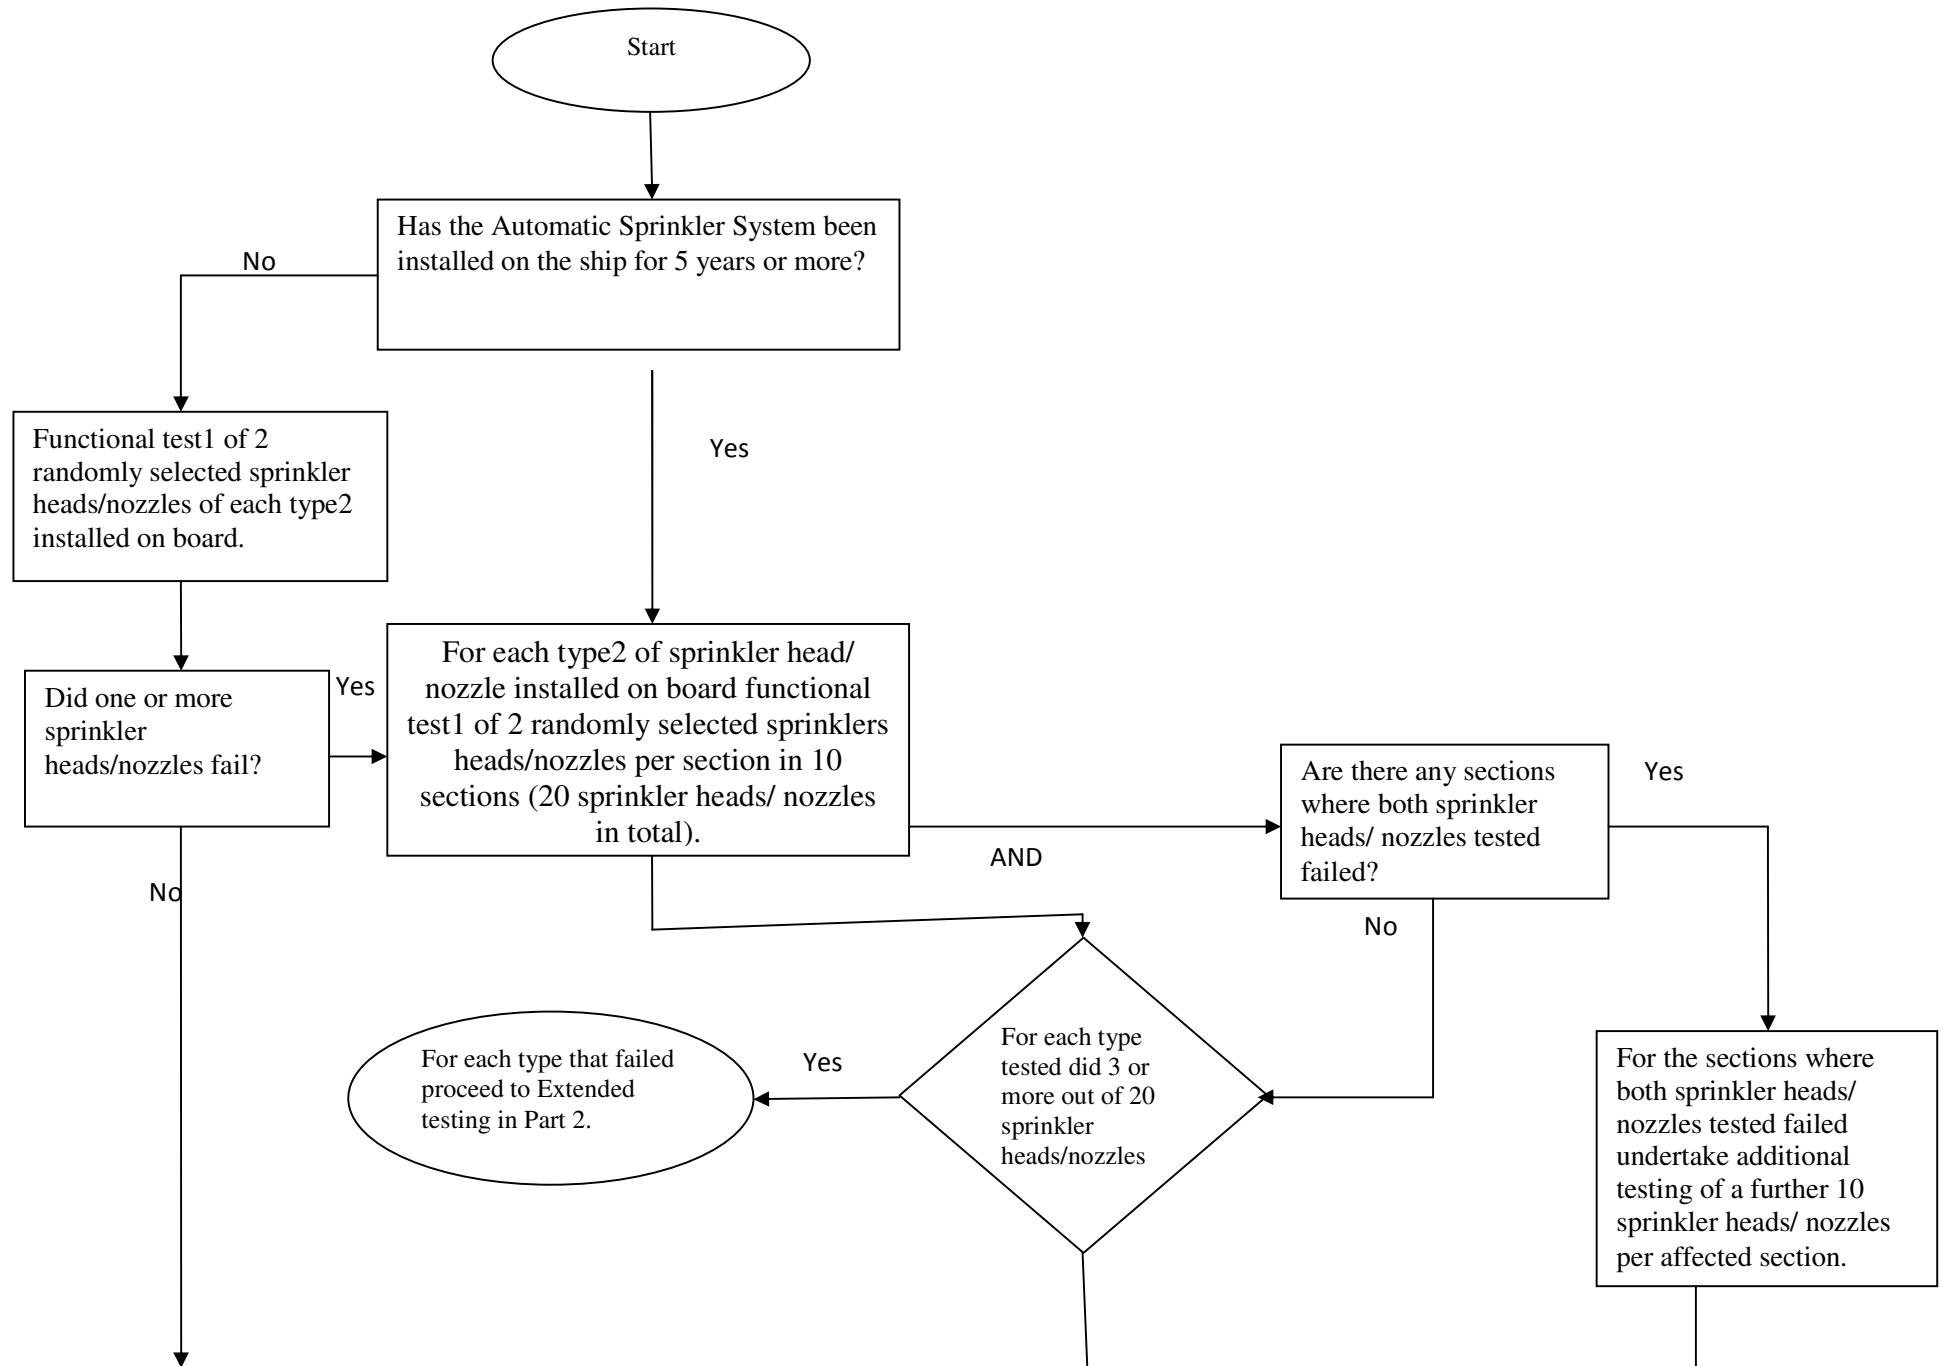 Start
Has the Automatic Sprinkler System been
installed on the ship for 5 years or more?
No
Yes
Functional test1 of 2
randomly selected sprinkler
heads/nozzles of each type2
installed on board.
Did one or more
sprinkler
heads/nozzles fail?
Yes
No
For each type2 of sprinkler head/
nozzle installed on board functional
test1 of 2 randomly selected sprinklers
heads/nozzles per section in 10
sections (20 sprinkler heads/ nozzles
in total).
AND
Are there any sections
where both sprinkler
heads/ nozzles tested
failed?
Yes
No
For each type that failed
proceed to Extended
testing in Part 2.
Yes
For each type
tested did 3 or
more out of 20
sprinkler
heads/nozzles
For the sections where
both sprinkler heads/
nozzles tested failed
undertake additional
testing of a further 10
sprinkler heads/ nozzles
per affected section.